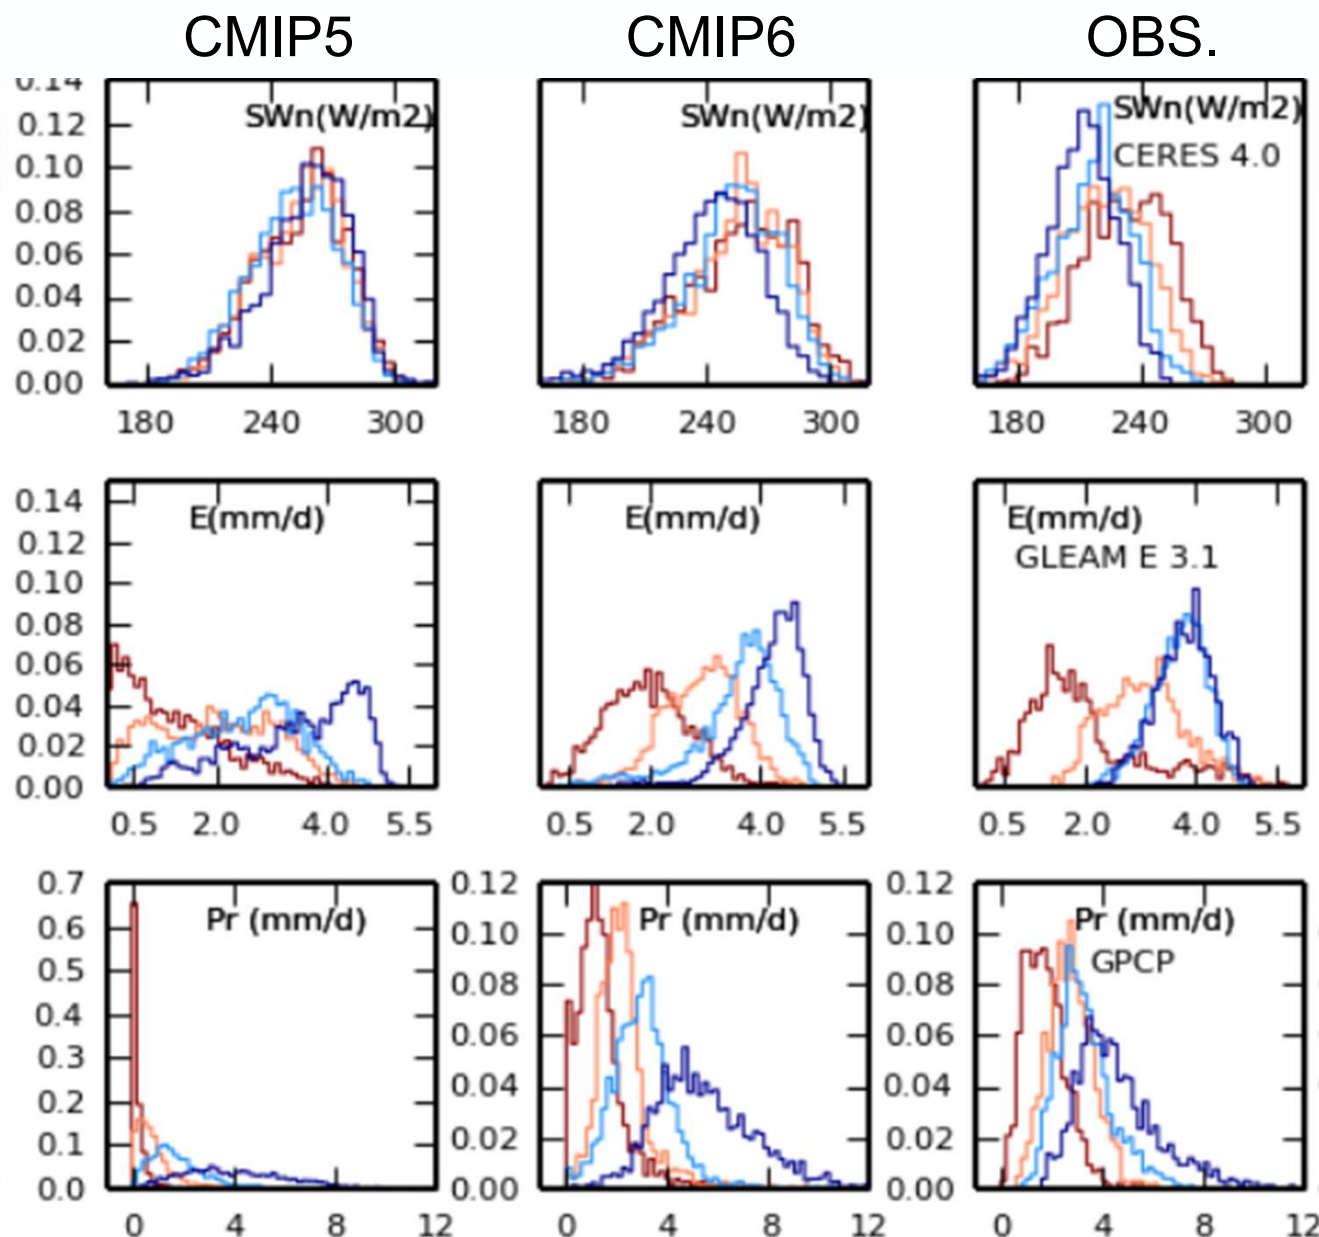 CMIP5 CMIP6 OBS.
0.14
SWn(W/m2) SWn(W/m2) SWn(W/m2)
0.12
CERES 4.0
0.10
0.08
0.06
0.04
0.02
0.00
180 240 300 180 240 300 180 240 300
0.14
E(mm/d) E(mm/d) E(mm/d)
0.12
GLEAM E 3.1
0.10
0.08
0.06
0.04
0.02
0.00
0.5 2.0 4.0 5.5 0.5 2.0 4.0 5.5 0.5 2.0 4.0 5.5
0.7 0.12 0.12
Pr (mm/d) Pr (mm/d) Pr (mm/d)
0.6 0.10 0.10
GPCP
0.5 0.08 0.08
0.4 0.06 0.06
0.3
0.2 0.04 0.04
0.1 0.02 0.02
0.0 0.00 0.00
0 4 8 12 0 4 8 12 0 4 8 12